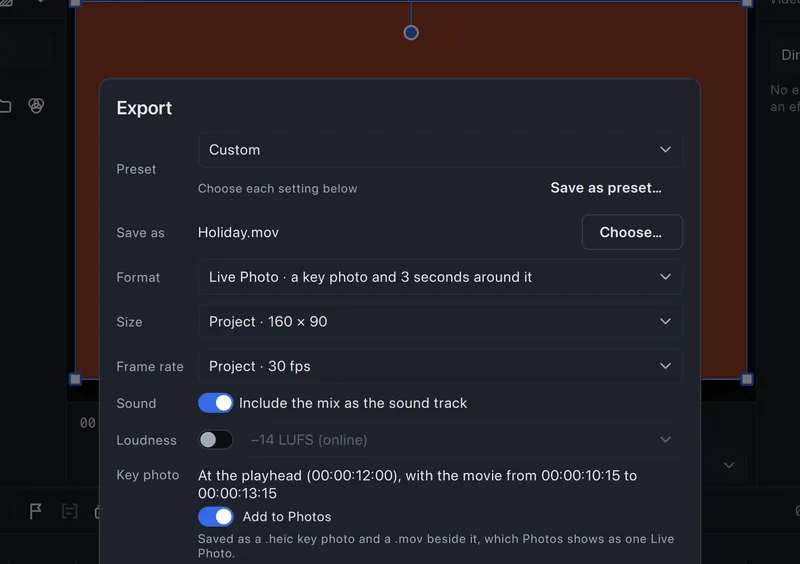 Export
Preset
Custom
Choose each setting below
Save as preset...
Save as
Holiday.mov
Choose...
Format
Live Photo · a key photo and 3 seconds around it
Size
Project · 160 × 90
Frame rate
Project · 30 fps
Sound
Include the mix as the sound track
Loudness
−14 LUFS (online)
Key photo
At the playhead (00:00:12:00), with the movie from 00:00:10:15 to
00:00:13:15
Add to Photos
Saved as a .heic key photo and a .mov beside it, which Photos shows as one Live
Photo.
00
No e
an ef